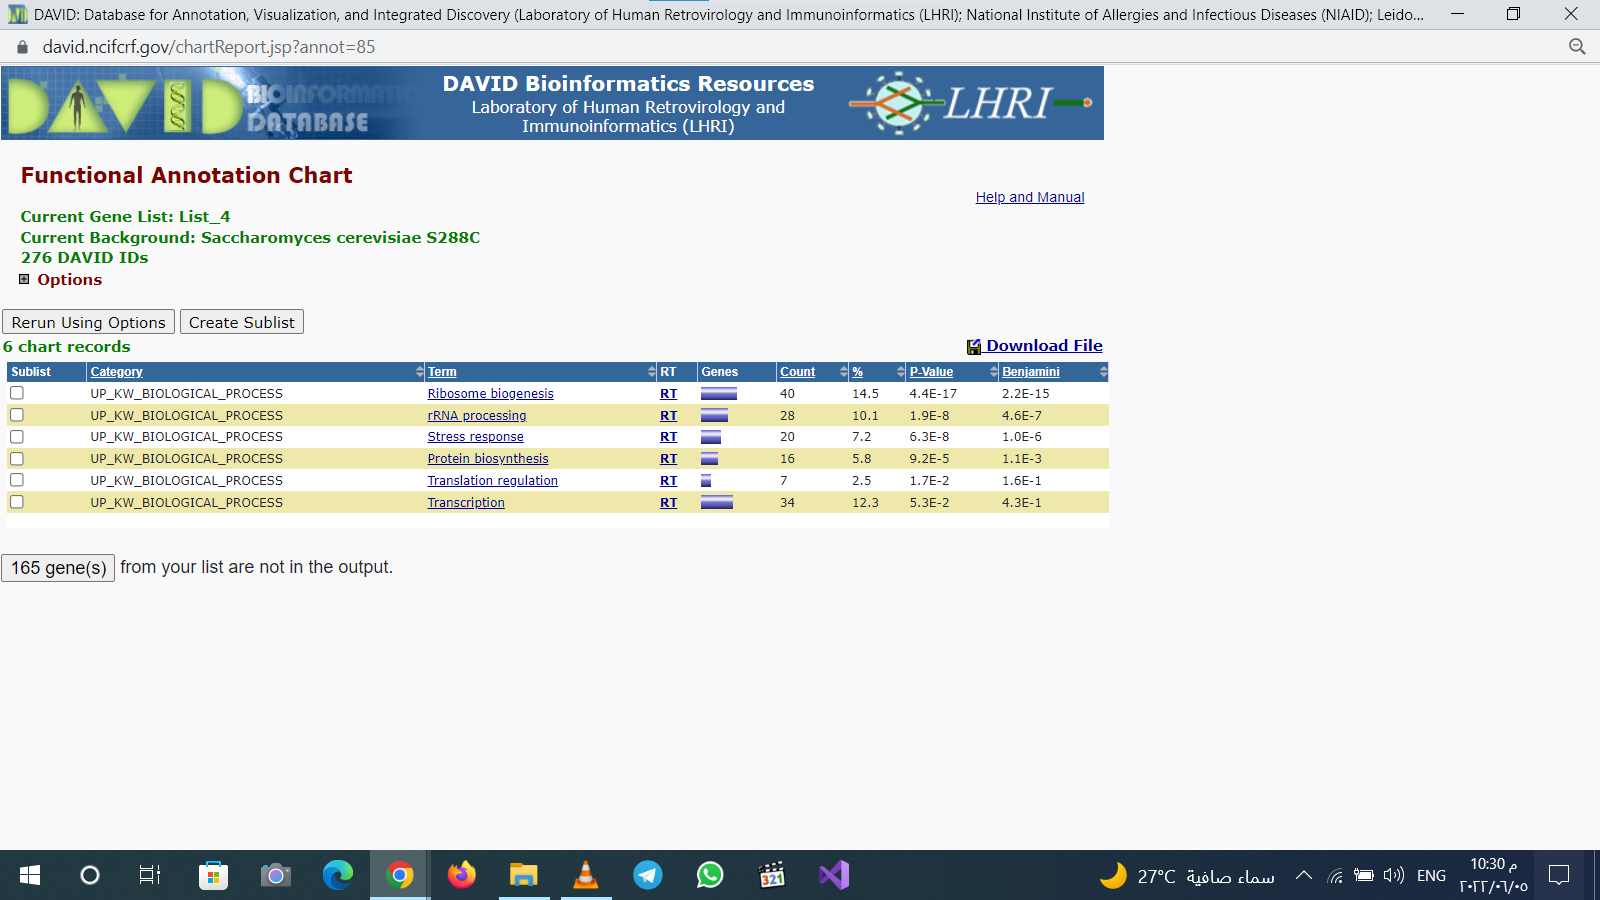 DAVID: Database for Annotation, Visualization, and Integrated Discovery (Laboratory of Human Retrovirology and Immunoinformatics (LHRI); National Institute of Allergies and Infectious Diseases (NIAID); Leido...
david.ncifcrf.gov/chartReport.jsp?annot=85
DAVID BIOINFORMATICS DATABASE
DAVID Bioinformatics Resources
Laboratory of Human Retrovirology and
Immunoinformatics (LHRI)
LHRI
Functional Annotation Chart
Help and Manual
Current Gene List: List_4
Current Background: Saccharomyces cerevisiae S288C
276 DAVID IDs
Options
Rerun Using Options Create Sublist
6 chart records Download File
Sublist Category Term RT Genes Count % P-Value Benjamini
UP_KW_BIOLOGICAL_PROCESS Ribosome biogenesis RT 40 14.5 4.4E-17 2.2E-15
UP_KW_BIOLOGICAL_PROCESS rRNA processing RT 28 10.1 1.9E-8 4.6E-7
UP_KW_BIOLOGICAL_PROCESS Stress response RT 20 7.2 6.3E-8 1.0E-6
UP_KW_BIOLOGICAL_PROCESS Protein biosynthesis RT 16 5.8 9.2E-5 1.1E-3
UP_KW_BIOLOGICAL_PROCESS Translation regulation RT 7 2.5 1.7E-2 1.6E-1
UP_KW_BIOLOGICAL_PROCESS Transcription RT 34 12.3 5.3E-2 4.3E-1
165 gene(s) from your list are not in the output.
321
27°C سماء صافية ENG
10:30 م
٢٠٢٢/٠٦/٠٥